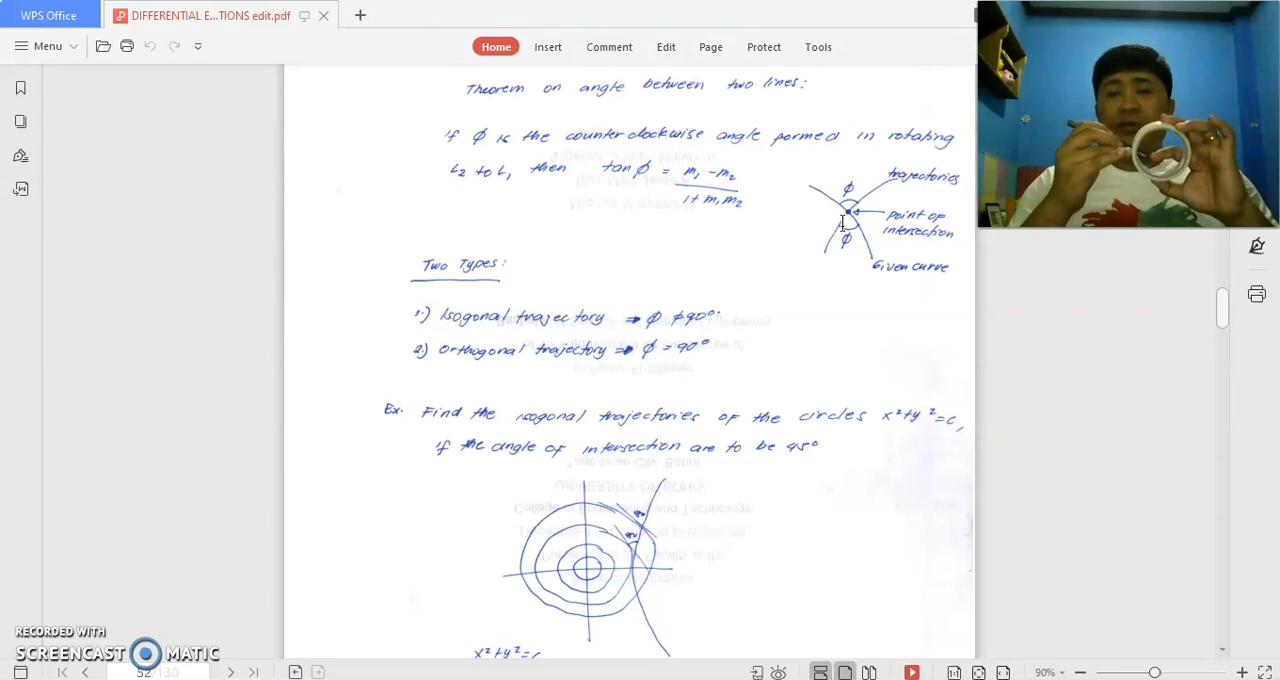 WPS Office
DIFFERENTIAL E...TIONS edit.pdf
Menu
Home Insert Comment Edit Page Protect Tools
Theorem on angle between two lines:
if Φ is the counterclockwise angle formed in rotating
L2 to L1 then tan Φ = m1 - m2
1 + m1 m2
Φ
trajectories
point of
intersection
Φ
Given curve
Two Types:
1.) Isogonal trajectory ⇒ Φ ≠ 90°
2.) Orthogonal trajectory ⇒ Φ = 90°
Ex. Find the isogonal trajectories of the circles x²+y²=c,
if the angle of intersection are to be 45°
x²+y²=c
RECORDED WITH
SCREENCAST MATIC
52/130
90%